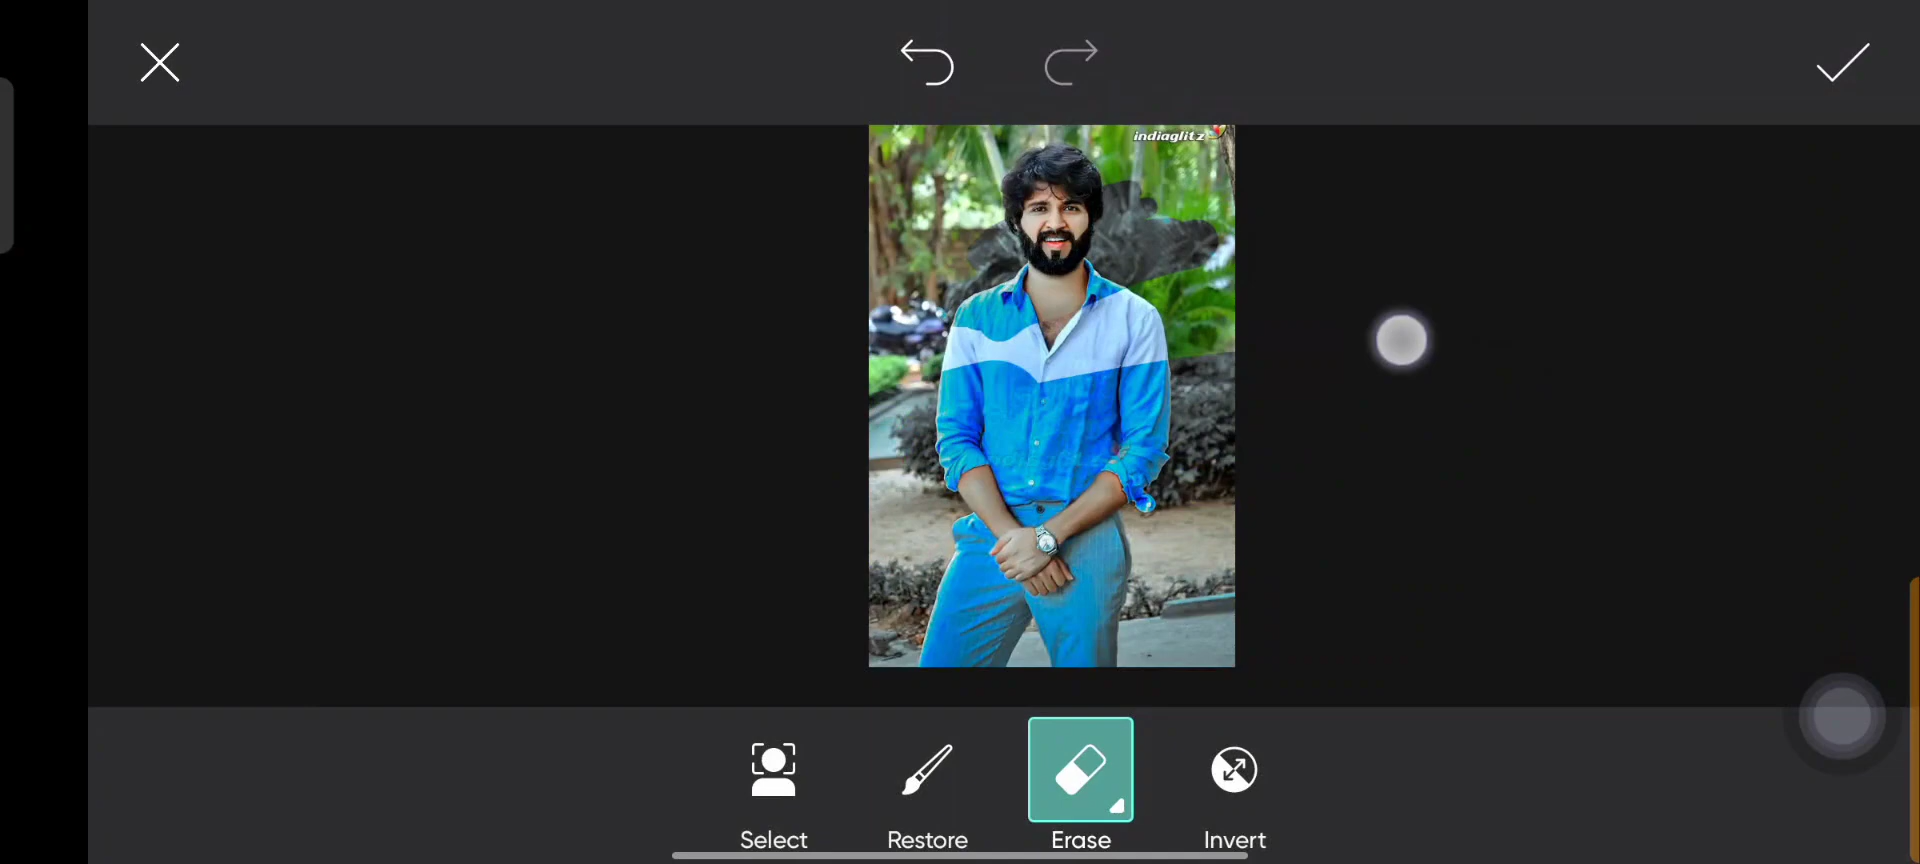 indiaglitz
Select
Restore
Erase
Invert